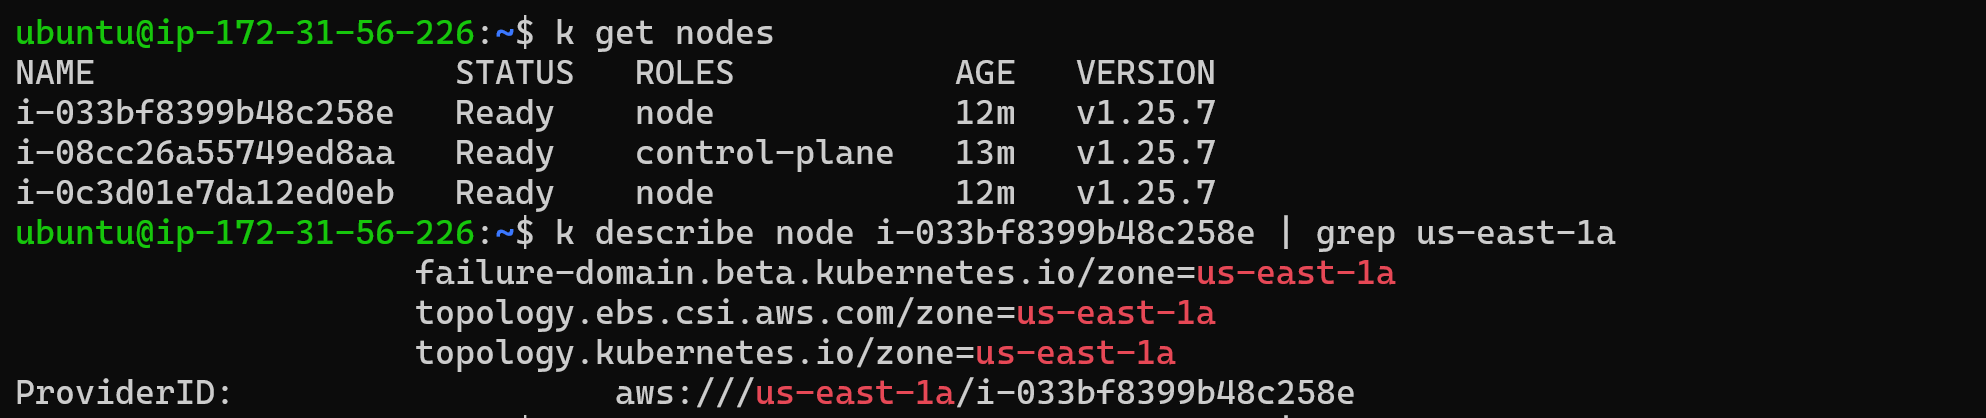 ubuntu@ip-172-31-56-226:~$ k get nodes
NAME                  STATUS   ROLES           AGE   VERSION
i-033bf8399b48c258e   Ready    node            12m   v1.25.7
i-08cc26a55749ed8aa   Ready    control-plane   13m   v1.25.7
i-0c3d01e7da12ed0eb   Ready    node            12m   v1.25.7
ubuntu@ip-172-31-56-226:~$ k describe node i-033bf8399b48c258e | grep us-east-1a
                    failure-domain.beta.kubernetes.io/zone=us-east-1a
                    topology.ebs.csi.aws.com/zone=us-east-1a
                    topology.kubernetes.io/zone=us-east-1a
ProviderID:                   aws:///us-east-1a/i-033bf8399b48c258e